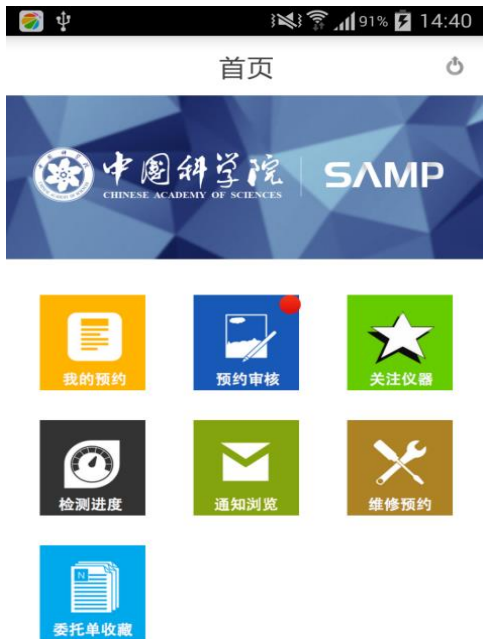 91% 14:40
首页
中国科学院 SAMP
CHINESE ACADEMY OF SCIENCES
我的预约 预约审核 关注仪器
检测进度 通知浏览 维修预约
N
委托单收藏